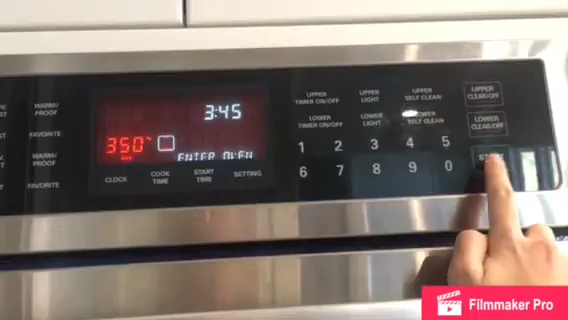 WARM/
PROOF
FAVORITE
WARM/
PROOF
FAVORITE
3:45
350°
ENTER OVEN
CLOCK
COOK
TIME
START
TIME
SETTING
UPPER
TIMER ON/OFF
UPPER
LIGHT
UPPER
SELF CLEAN
UPPER
CLEAR/OFF
LOWER
TIMER ON/OFF
LOWER
LIGHT
LOWER
SELF CLEAN
LOWER
CLEAR/OFF
1 2 3 4 5
6 7 8 9 0
Filmmaker Pro